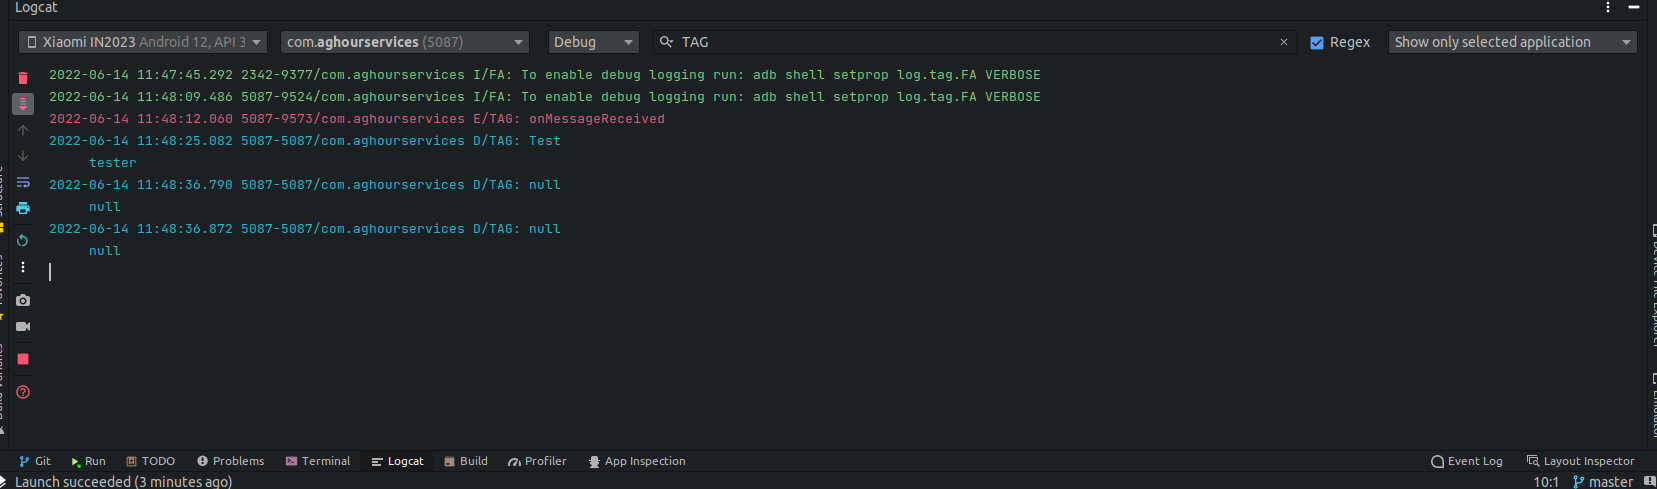 Logcat
Xiaomi IN2023 Android 12, API 3
com.aghourservices (5087)
Debug
TAG
Regex
Show only selected application
2022-06-14 11:47:45.292 2342-9377/com.aghourservices I/FA: To enable debug logging run: adb shell setprop log.tag.FA VERBOSE
2022-06-14 11:48:09.486 5087-9524/com.aghourservices I/FA: To enable debug logging run: adb shell setprop log.tag.FA VERBOSE
2022-06-14 11:48:12.060 5087-9573/com.aghourservices E/TAG: onMessageReceived
2022-06-14 11:48:25.082 5087-5087/com.aghourservices D/TAG: Test
tester
2022-06-14 11:48:36.790 5087-5087/com.aghourservices D/TAG: null
null
2022-06-14 11:48:36.872 5087-5087/com.aghourservices D/TAG: null
null
Device File Explorer
Emulator
Git
Run
TODO
Problems
Terminal
Logcat
Build
Profiler
App Inspection
Event Log
Layout Inspector
Launch succeeded (3 minutes ago)
10:1
master